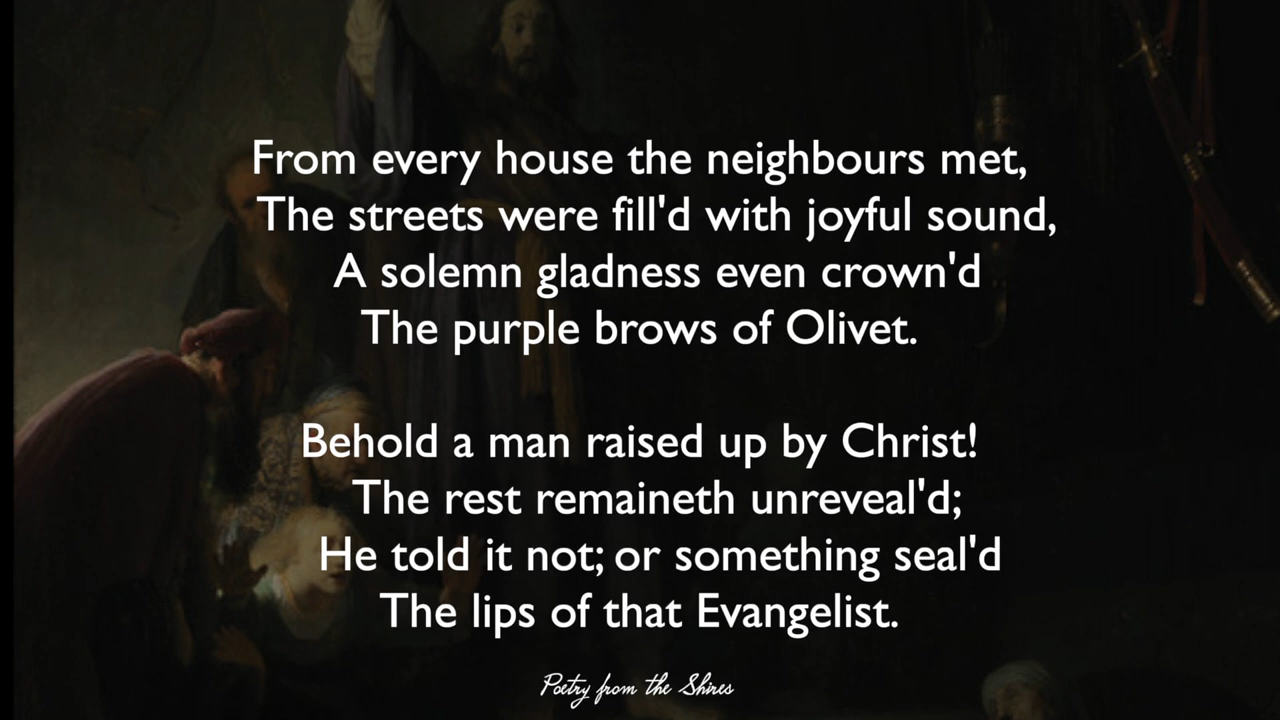 From every house the neighbours met,
The streets were fill'd with joyful sound,
A solemn gladness even crown'd
The purple brows of Olivet.
Behold a man raised up by Christ!
The rest remaineth unreveal'd;
He told it not; or something seal'd
The lips of that Evangelist.
Poetry from the Shires